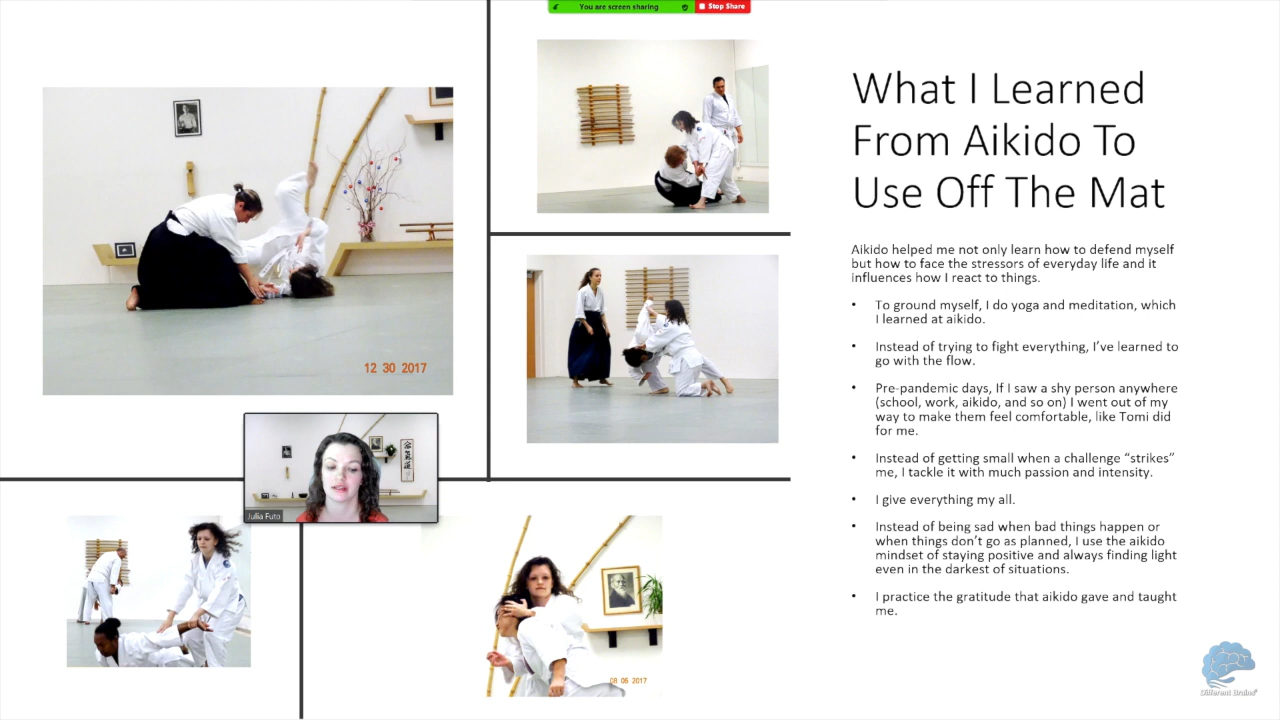 You are screen sharing
Stop Share
What I Learned
From Aikido To
Use Off The Mat
Aikido helped me not only learn how to defend myself
but how to face the stressors of everyday life and it
influences how I react to things.
• To ground myself, I do yoga and meditation, which
I learned at aikido.
• Instead of trying to fight everything, I’ve learned to
go with the flow.
• Pre-pandemic days, If I saw a shy person anywhere
(school, work, aikido, and so on) I went out of my
way to make them feel comfortable, like Tomi did
for me.
• Instead of getting small when a challenge “strikes”
me, I tackle it with much passion and intensity.
• I give everything my all.
• Instead of being sad when bad things happen or
when things don’t go as planned, I use the aikido
mindset of staying positive and always finding light
even in the darkest of situations.
• I practice the gratitude that aikido gave and taught
me.
12 30 2017
Julia Futo
08 06 2017
Different Brains